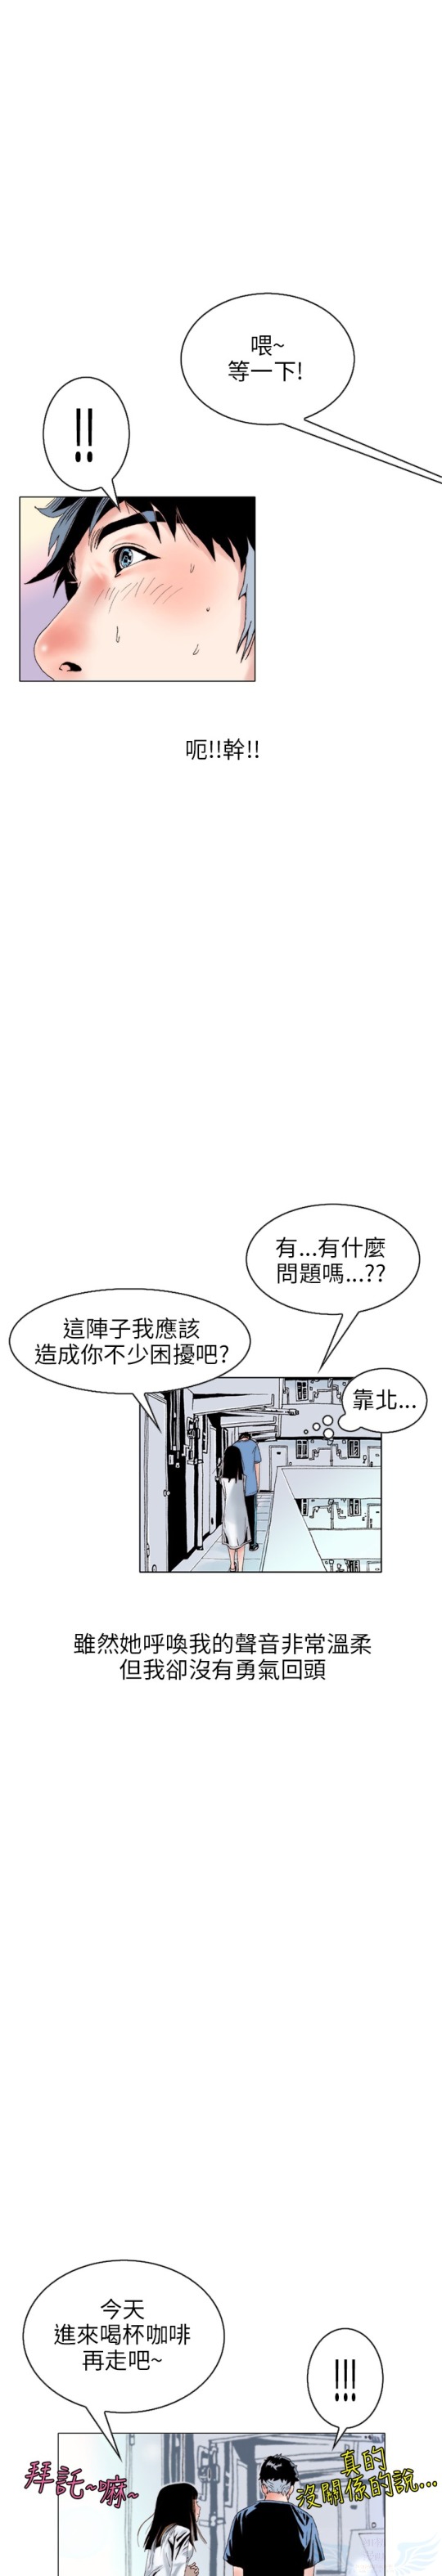 喂~
等一下!
!!
呃!!幹!!
有...有什麼
問題嗎...??
這陣子我應該
造成你不少困擾吧?
靠北...
雖然她呼喚我的聲音非常溫柔
但我卻沒有勇氣回頭
今天
進來喝杯咖啡
再走吧~
!!!
拜託~嘛~
真的
沒關係的說...